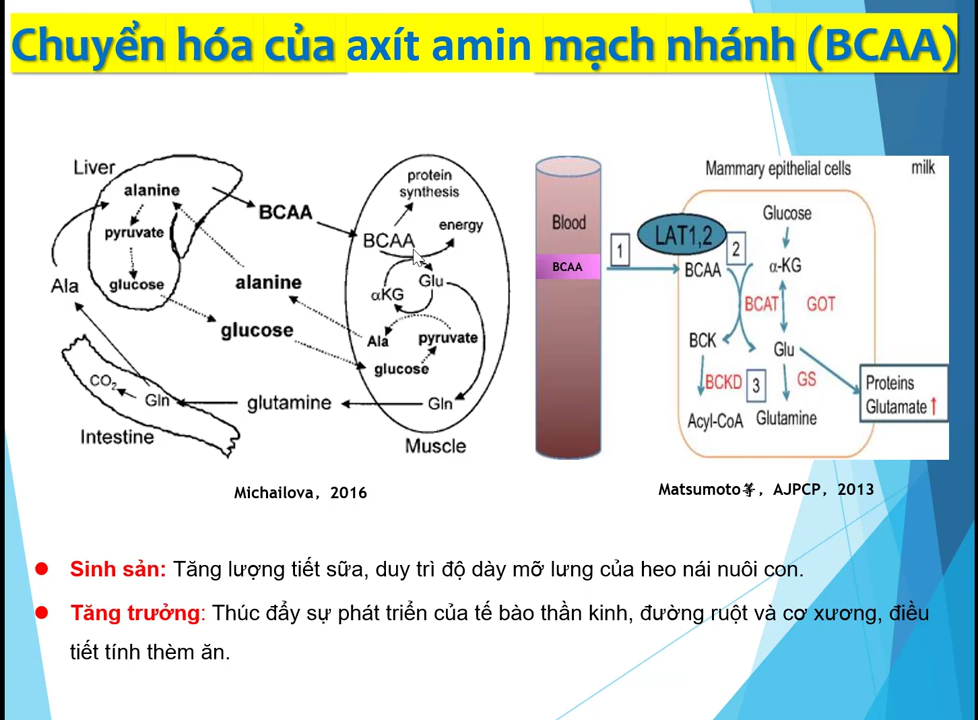 Chuyển hóa của axít amin mạch nhánh (BCAA)
Liver
alanine
pyruvate
glucose
Ala
BCAA
alanine
glucose
protein
synthesis
energy
BCAA
αKG
Glu
Ala
pyruvate
glucose
Gln
Muscle
glutamine
CO2
Gln
Intestine
Michailova, 2016
Mammary epithelial cells
milk
Blood
BCAA
1
LAT1,2
2
Glucose
BCAA
α-KG
BCAT
GOT
BCK
Glu
BCKD
3
GS
Acyl-CoA
Glutamine
Proteins
Glutamate ↑
Matsumoto等, AJPCP, 2013
● Sinh sản: Tăng lượng tiết sữa, duy trì độ dày mỡ lưng của heo nái nuôi con.
● Tăng trưởng: Thúc đẩy sự phát triển của tế bào thần kinh, đường ruột và cơ xương, điều
tiết tính thèm ăn.